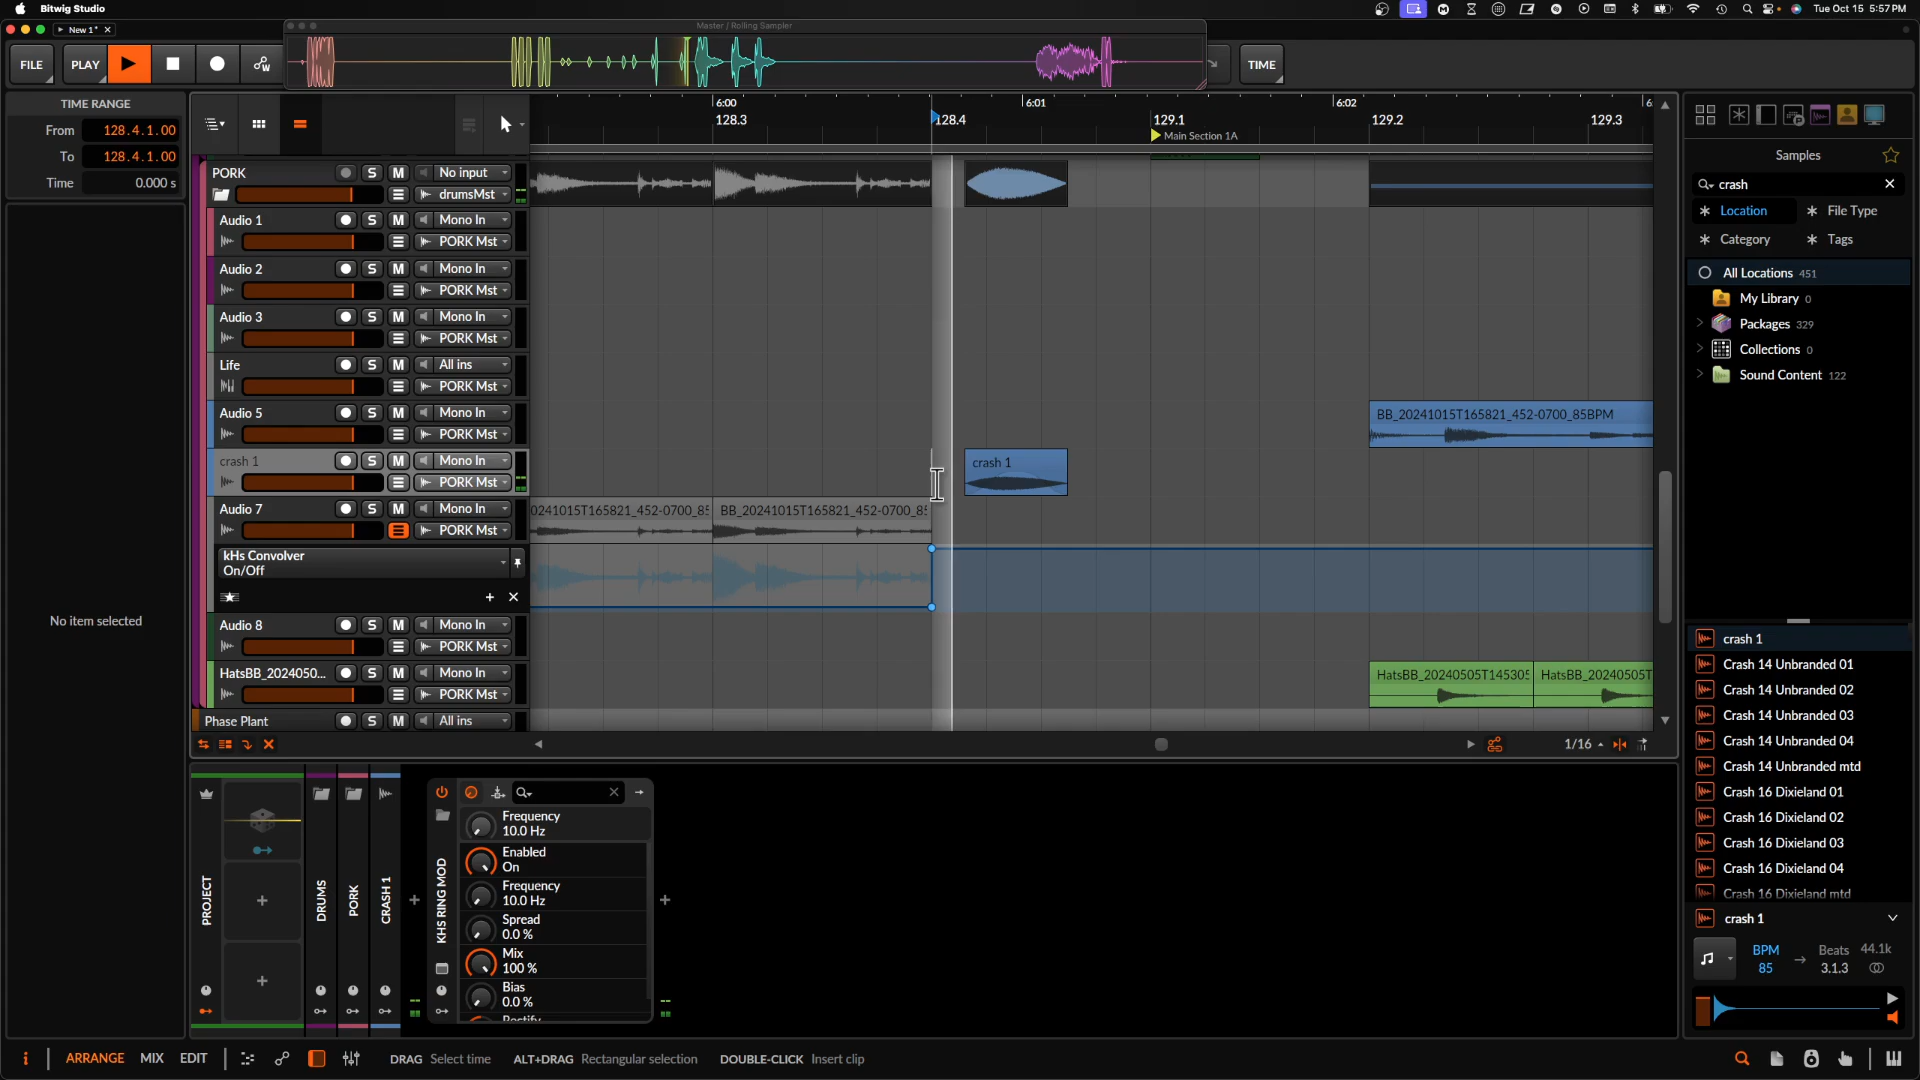 Bitwig Studio
Tue Oct 15 5:57PM
New 1*
Master / Rolling Sampler
FILE
PLAY
TIME
TIME RANGE
From 128.4.1.00
To 128.4.1.00
Time 0.000 s
No item selected
6:00
6:01
6:02
128.3
128.4
129.1
129.2
129.3
Main Section 1A
PORK
S M No input
drumsMst
Audio 1 S M Mono In
PORK Mst
Audio 2 S M Mono In
PORK Mst
Audio 3 S M Mono In
PORK Mst
Life S M All ins
PORK Mst
Audio 5 S M Mono In
PORK Mst
BB_20241015T165821_452-0700_85BPM
crash 1 S M Mono In
PORK Mst
crash 1
Audio 7 S M Mono In
PORK Mst
20241015T165821_452-0700_85
BB_20241015T165821_452-0700_85
kHs Convolver
On/Off
Audio 8 S M Mono In
PORK Mst
HatsBB_2024050... S M Mono In
PORK Mst
HatsBB_20240505T145305
HatsBB_20240505T
Phase Plant S M All ins
1/16
PROJECT
DRUMS
PORK
CRASH 1
KHS RING MOD
Frequency
10.0 Hz
Enabled
On
Frequency
10.0 Hz
Spread
0.0 %
Mix
100 %
Bias
0.0 %
Samples
crash
Location
File Type
Category
Tags
All Locations 451
My Library 0
Packages 329
Collections 0
Sound Content 122
crash 1
Crash 14 Unbranded 01
Crash 14 Unbranded 02
Crash 14 Unbranded 03
Crash 14 Unbranded 04
Crash 14 Unbranded mtd
Crash 16 Dixieland 01
Crash 16 Dixieland 02
Crash 16 Dixieland 03
Crash 16 Dixieland 04
Crash 16 Dixieland mtd
crash 1
BPM
85
Beats
3.1.3
44.1k
ARRANGE MIX EDIT
DRAG Select time ALT+DRAG Rectangular selection DOUBLE-CLICK Insert clip